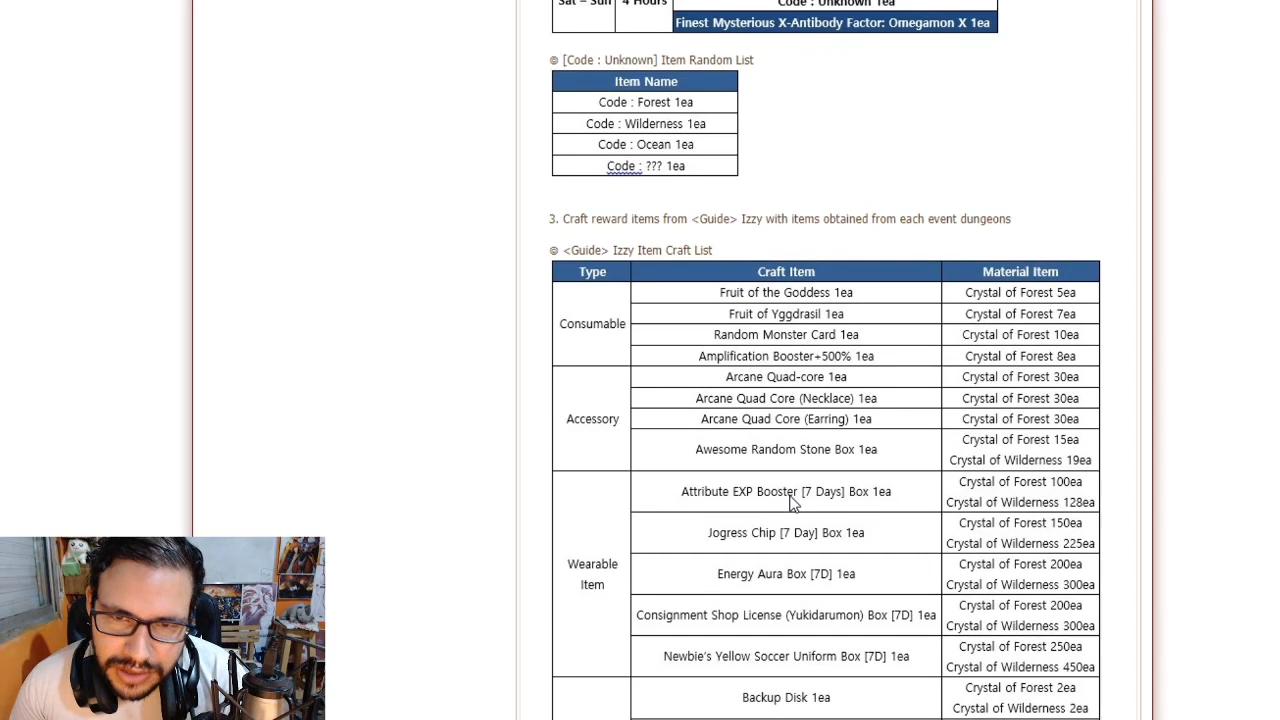 Sat – Sun 4 Hours Code : Unknown 1ea
Finest Mysterious X-Antibody Factor: Omegamon X 1ea
◎ [Code : Unknown] Item Random List
Item Name
Code : Forest 1ea
Code : Wilderness 1ea
Code : Ocean 1ea
Code : ??? 1ea
3. Craft reward items from <Guide> Izzy with items obtained from each event dungeons
◎ <Guide> Izzy Item Craft List
Type Craft Item Material Item
Consumable
Fruit of the Goddess 1ea Crystal of Forest 5ea
Fruit of Yggdrasil 1ea Crystal of Forest 7ea
Random Monster Card 1ea Crystal of Forest 10ea
Amplification Booster+500% 1ea Crystal of Forest 8ea
Accessory
Arcane Quad-core 1ea Crystal of Forest 30ea
Arcane Quad Core (Necklace) 1ea Crystal of Forest 30ea
Arcane Quad Core (Earring) 1ea Crystal of Forest 30ea
Awesome Random Stone Box 1ea Crystal of Forest 15ea
Crystal of Wilderness 19ea
Wearable
Item
Attribute EXP Booster [7 Days] Box 1ea Crystal of Forest 100ea
Crystal of Wilderness 128ea
Jogress Chip [7 Day] Box 1ea Crystal of Forest 150ea
Crystal of Wilderness 225ea
Energy Aura Box [7D] 1ea Crystal of Forest 200ea
Crystal of Wilderness 300ea
Consignment Shop License (Yukidarumon) Box [7D] 1ea Crystal of Forest 200ea
Crystal of Wilderness 300ea
Newbie's Yellow Soccer Uniform Box [7D] 1ea Crystal of Forest 250ea
Crystal of Wilderness 450ea
Backup Disk 1ea Crystal of Forest 2ea
Crystal of Wilderness 2ea